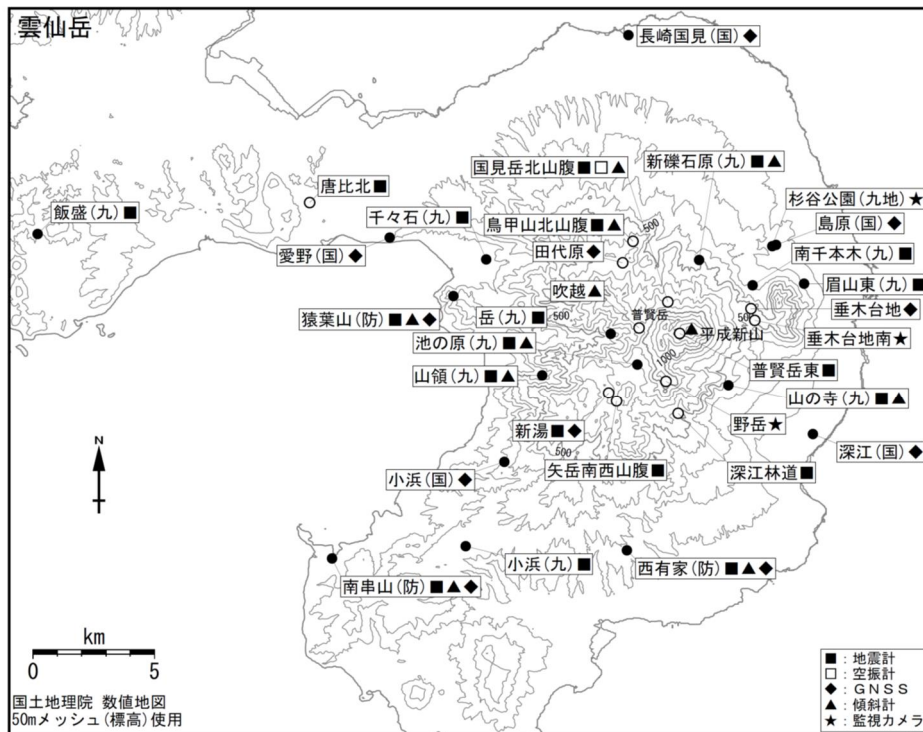 雲仙岳
長崎国見(国)◆
国見岳北山腹■□▲
新礫石原(九)■▲
唐比北■
杉谷公園(九地)★
飯盛(九)■
千々石(九)■
鳥甲山北山腹■▲
500
島原(国)◆
愛野(国)◆
田代原◆
南千本木(九)■
吹越▲
眉山東(九)■
猿葉山(防)■▲◆
岳(九)■
500
普賢岳
500
垂木台地◆
池の原(九)■▲
平成新山
垂木台地南★
1000
山領(九)■▲
普賢岳東■
山の寺(九)■▲
新湯■◆
野岳★
500
深江(国)◆
小浜(国)◆
矢岳南西山腹■
深江林道■
N
小浜(九)■
西有家(防)■▲◆
南串山(防)■▲◆
km
0 5
国土地理院 数値地図
50mメッシュ(標高)使用
■:地震計
□:空振計
◆:GNSS
▲:傾斜計
★:監視カメラ